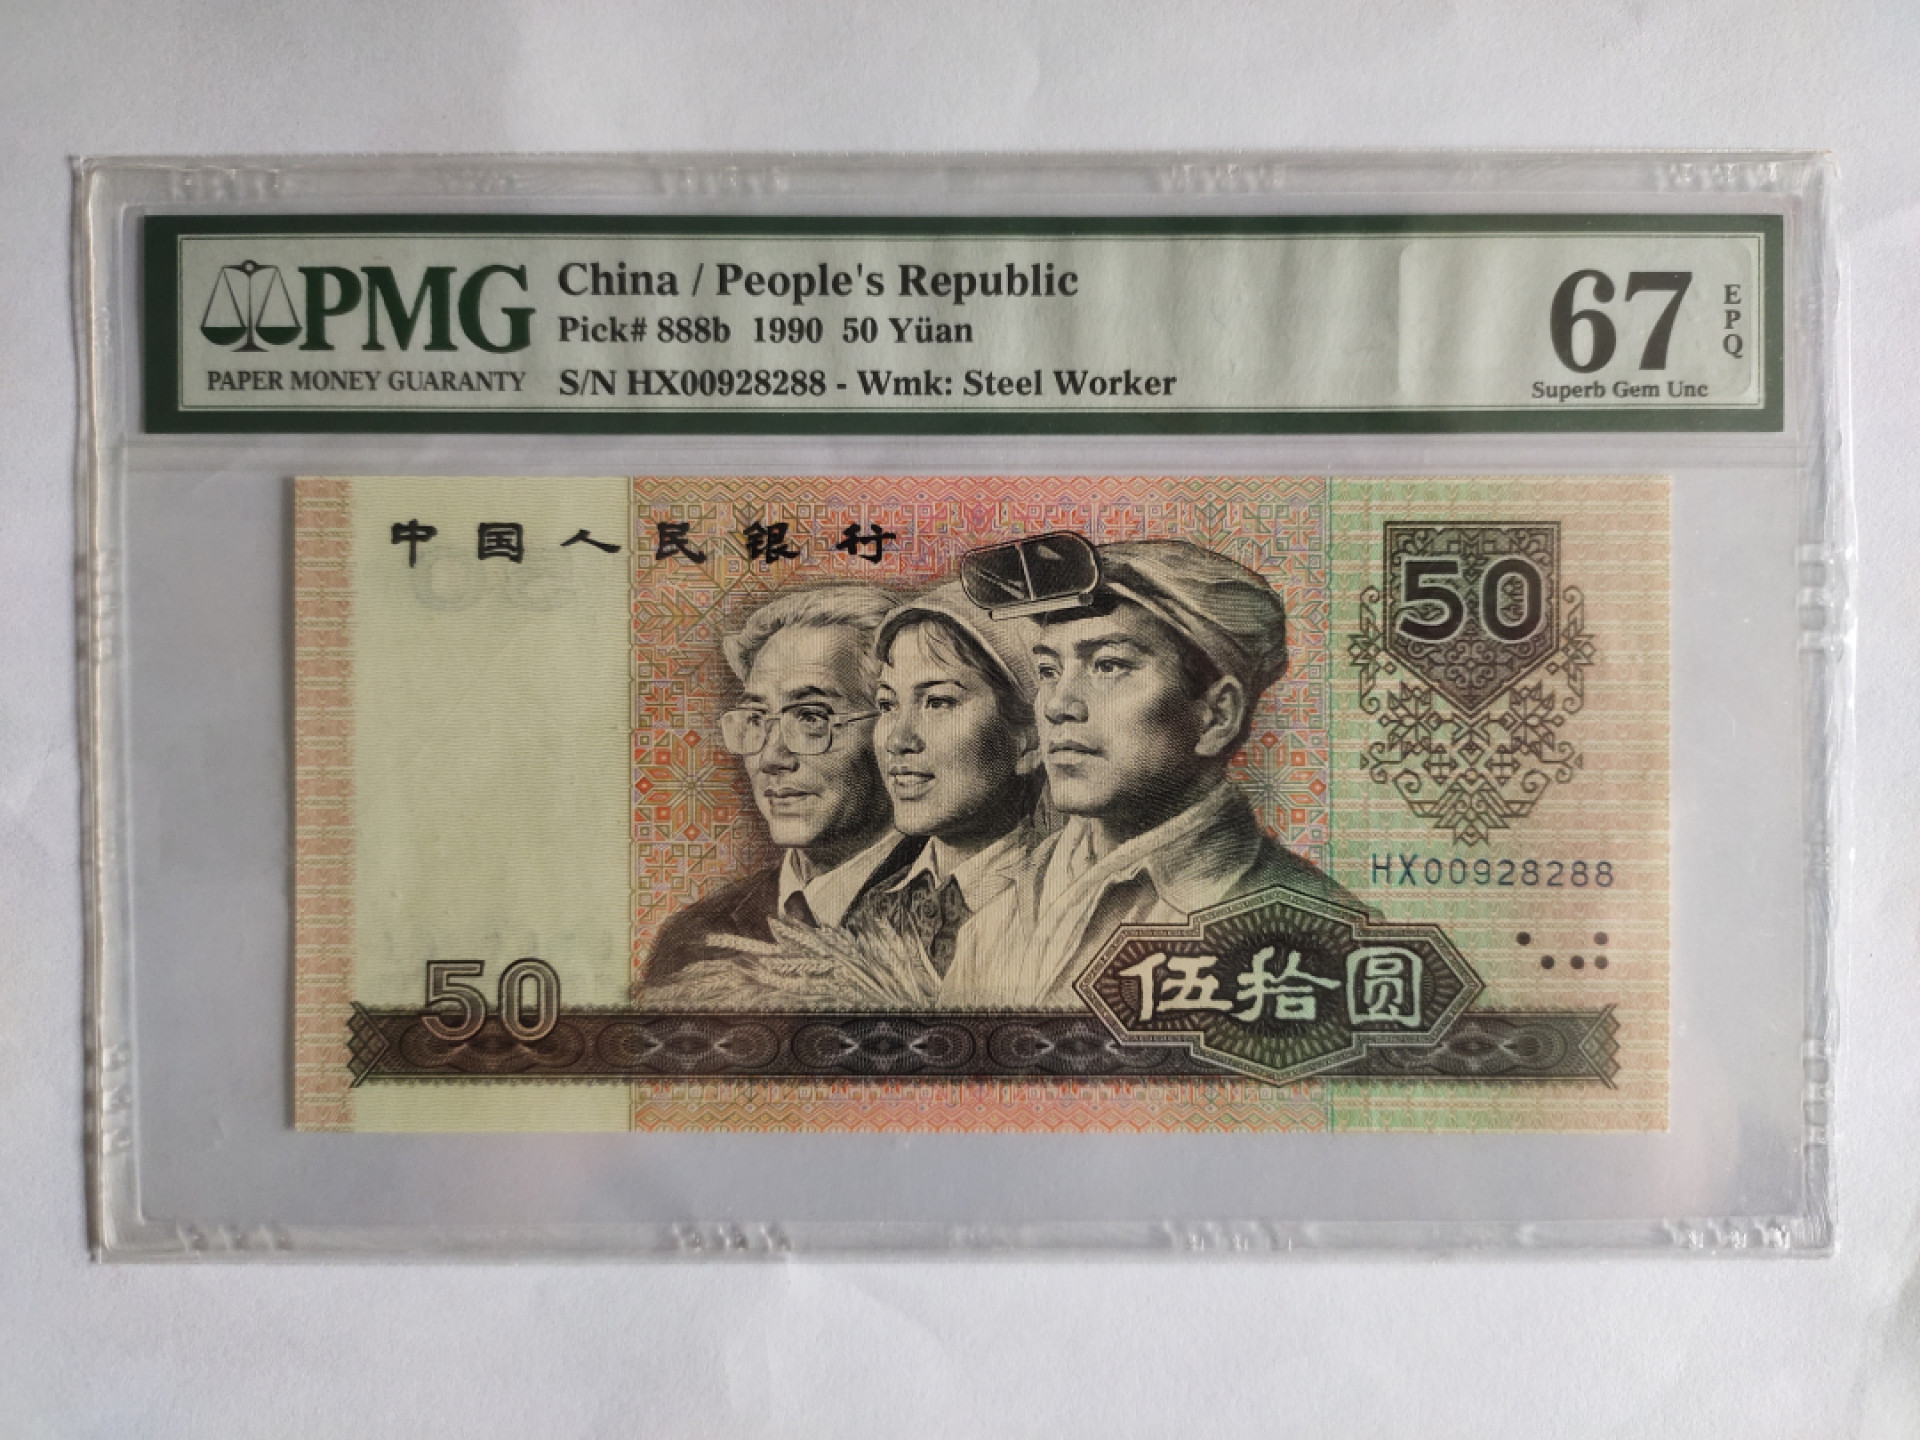 PMG
PAPER MONEY GUARANTY
China / People's Republic
Pick# 888b 1990 50 Yüan
S/N HX00928288 - Wmk: Steel Worker
67
EPQ
Superb Gem Unc
中国人民银行
50
HX00928288
50
伍拾圆